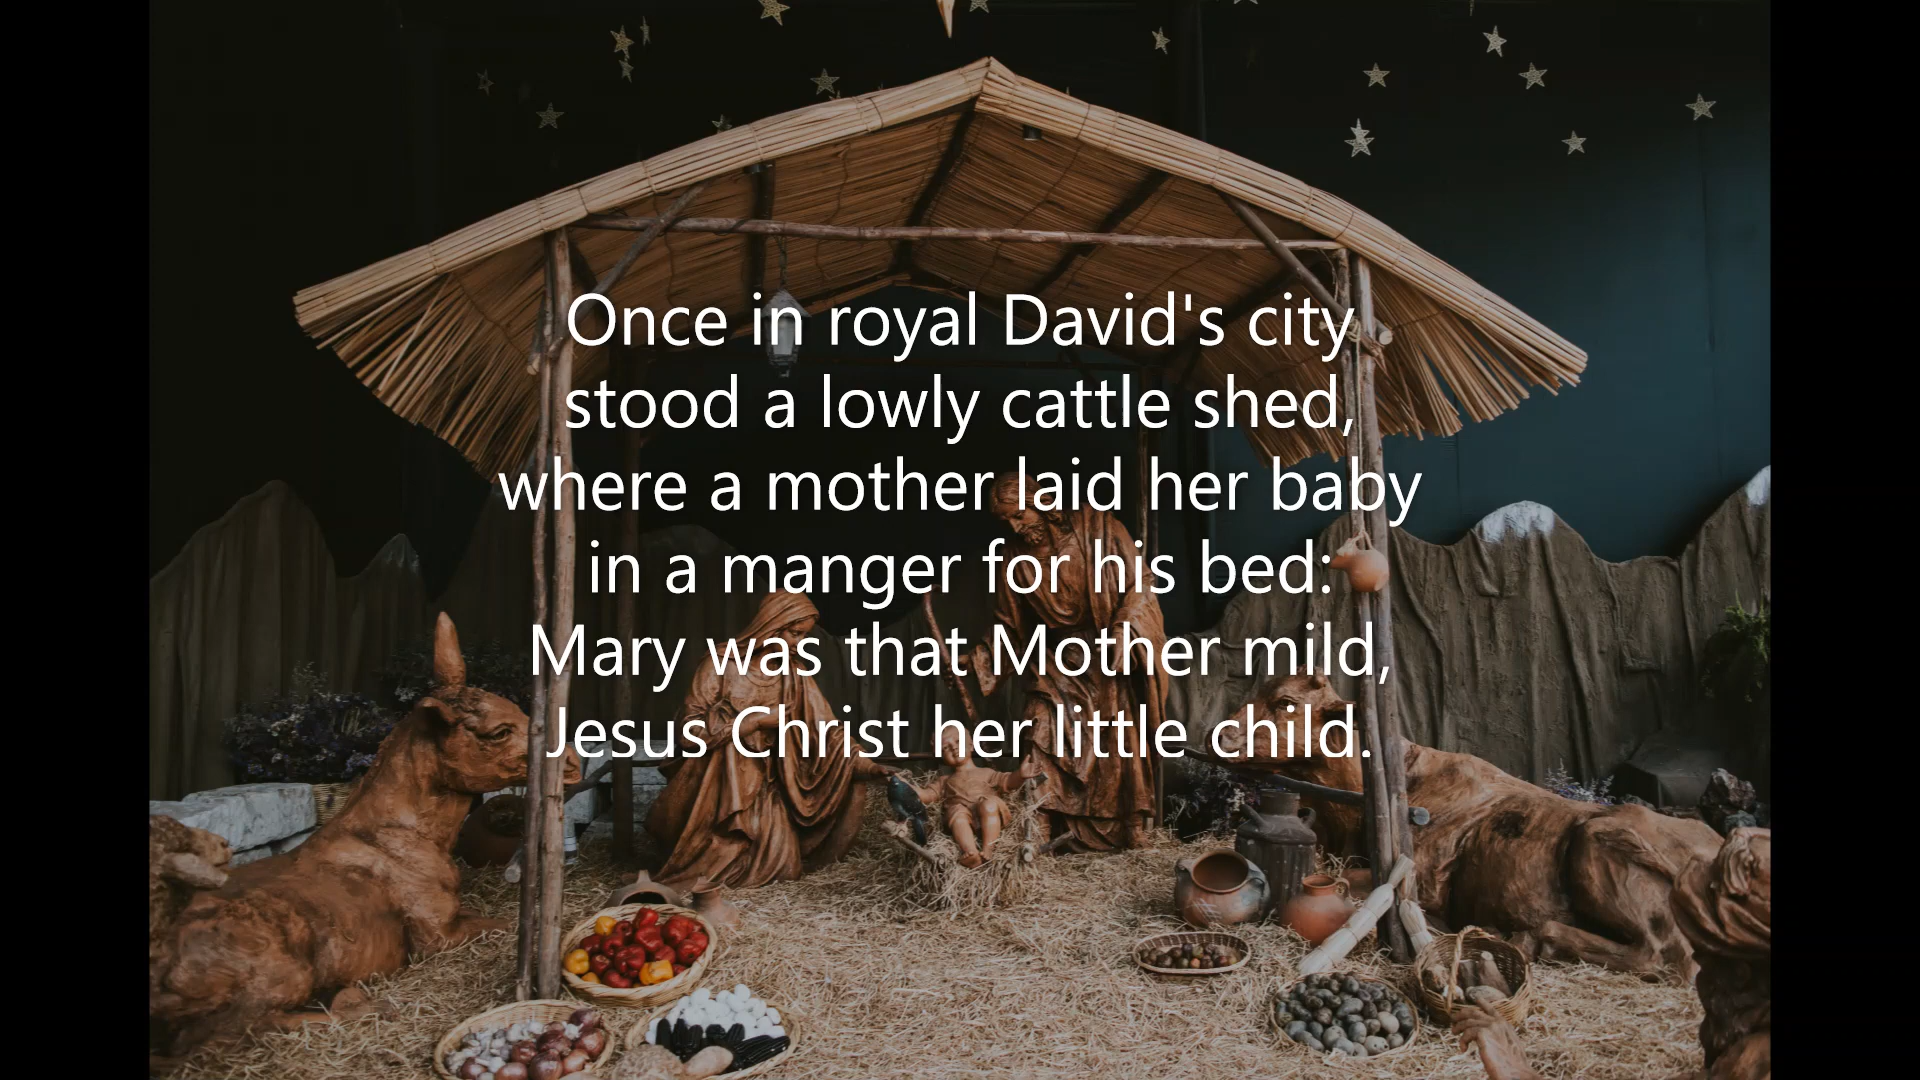 Once in royal David's city
stood a lowly cattle shed,
where a mother laid her baby
in a manger for his bed:
Mary was that Mother mild,
Jesus Christ her little child.